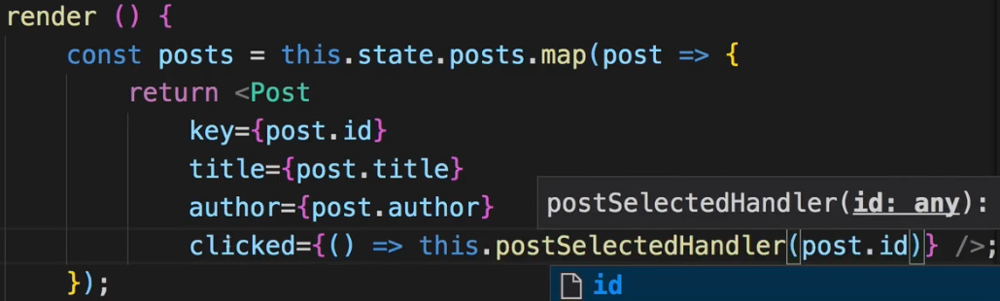 render () {
const posts = this.state.posts.map(post => {
return <Post
key={post.id}
title={post.title}
author={post.author}
postSelectedHandler(id: any):
clicked={() => this.postSelectedHandler(post.id)} />;
id
});